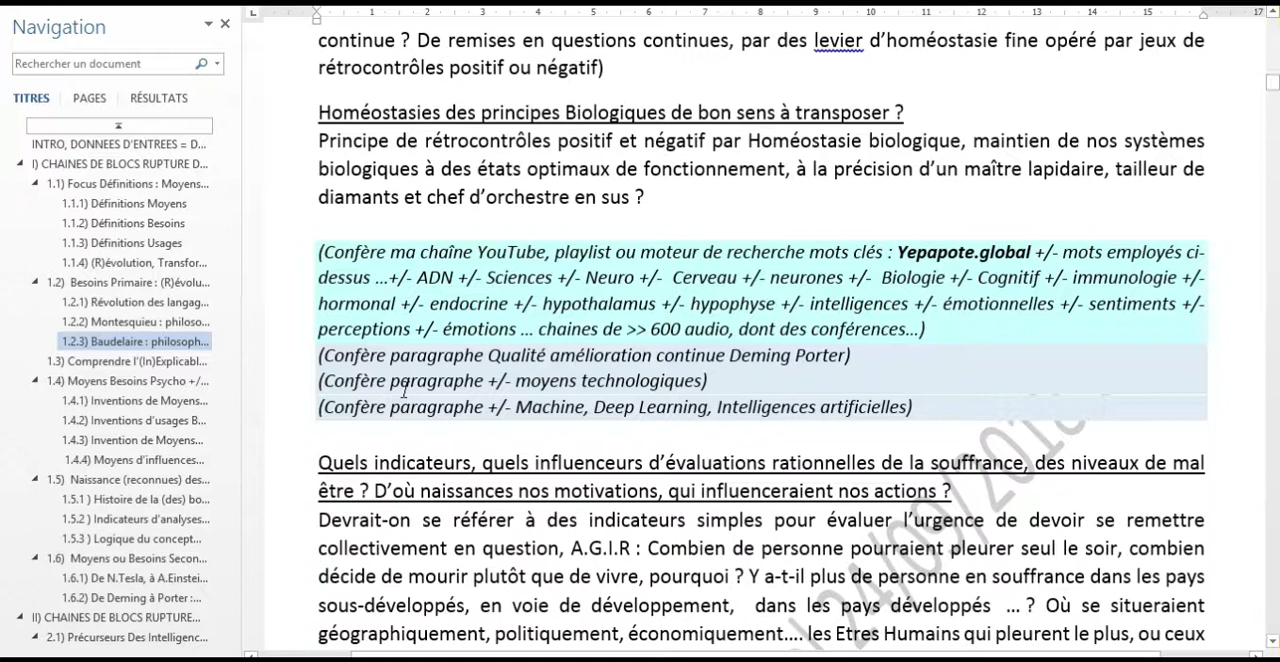 Navigation
Rechercher un document
TITRES PAGES RÉSULTATS
INTRO, DONNEES D'ENTREES = D...
I) CHAINES DE BLOCS RUPTURE D...
1.1) Focus Définitions : Moyens...
1.1.1) Définitions Moyens
1.1.2) Définitions Besoins
1.1.3) Définitions Usages
1.1.4) (R)évolution, Transfor...
1.2) Besoins Primaire : (R)évolu...
1.2.1) Révolution des langag...
1.2.2) Montesquieu : philoso...
1.2.3) Baudelaire : philosoph...
1.3) Comprendre l'(In)Explicabl...
1.4) Moyens Besoins Psycho +/...
1.4.1) Inventions de Moyens...
1.4.2) Inventions d'usages B...
1.4.3) Invention de Moyens...
1.4.4) Moyens d'influences...
1.5) Naissance (reconnues) des...
1.5.1 ) Histoire de la (des) bo...
1.5.2 ) Indicateurs d'analyses...
1.5.3 ) Logique du concept...
1.6) Moyens ou Besoins Secon...
1.6.1) De N.Tesla, à A.Einstei...
1.6.2) De Deming à Porter :...
II) CHAINES DE BLOCS RUPTURE...
2.1) Précurseurs Des Intelligenc...
1 2 3 4 5 6 7 8 9 10 11 12 13 14 15 17
continue ? De remises en questions continues, par des levier d'homéostasie fine opéré par jeux de
rétrocontrôles positif ou négatif)
Homéostasies des principes Biologiques de bon sens à transposer ?
Principe de rétrocontrôles positif et négatif par Homéostasie biologique, maintien de nos systèmes
biologiques à des états optimaux de fonctionnement, à la précision d'un maître lapidaire, tailleur de
diamants et chef d'orchestre en sus ?
(Confère ma chaîne YouTube, playlist ou moteur de recherche mots clés : Yepapote.global +/- mots employés ci-
dessus ...+/- ADN +/- Sciences +/- Neuro +/- Cerveau +/- neurones +/- Biologie +/- Cognitif +/- immunologie +/-
hormonal +/- endocrine +/- hypothalamus +/- hypophyse +/- intelligences +/- émotionnelles +/- sentiments +/-
perceptions +/- émotions ... chaines de >> 600 audio, dont des conférences...)
(Confère paragraphe Qualité amélioration continue Deming Porter)
(Confère paragraphe +/- moyens technologiques)
(Confère paragraphe +/- Machine, Deep Learning, Intelligences artificielles)
Quels indicateurs, quels influenceurs d'évaluations rationnelles de la souffrance, des niveaux de mal
être ? D'où naissances nos motivations, qui influenceraient nos actions ?
Devrait-on se référer à des indicateurs simples pour évaluer l'urgence de devoir se remettre
collectivement en question, A.G.I.R : Combien de personne pourraient pleurer seul le soir, combien
décide de mourir plutôt que de vivre, pourquoi ? Y a-t-il plus de personne en souffrance dans les pays
sous-développés, en voie de développement, dans les pays développés ... ? Où se situeraient
géographiquement, politiquement, économiquement.... les Etres Humains qui pleurent le plus, ou ceux